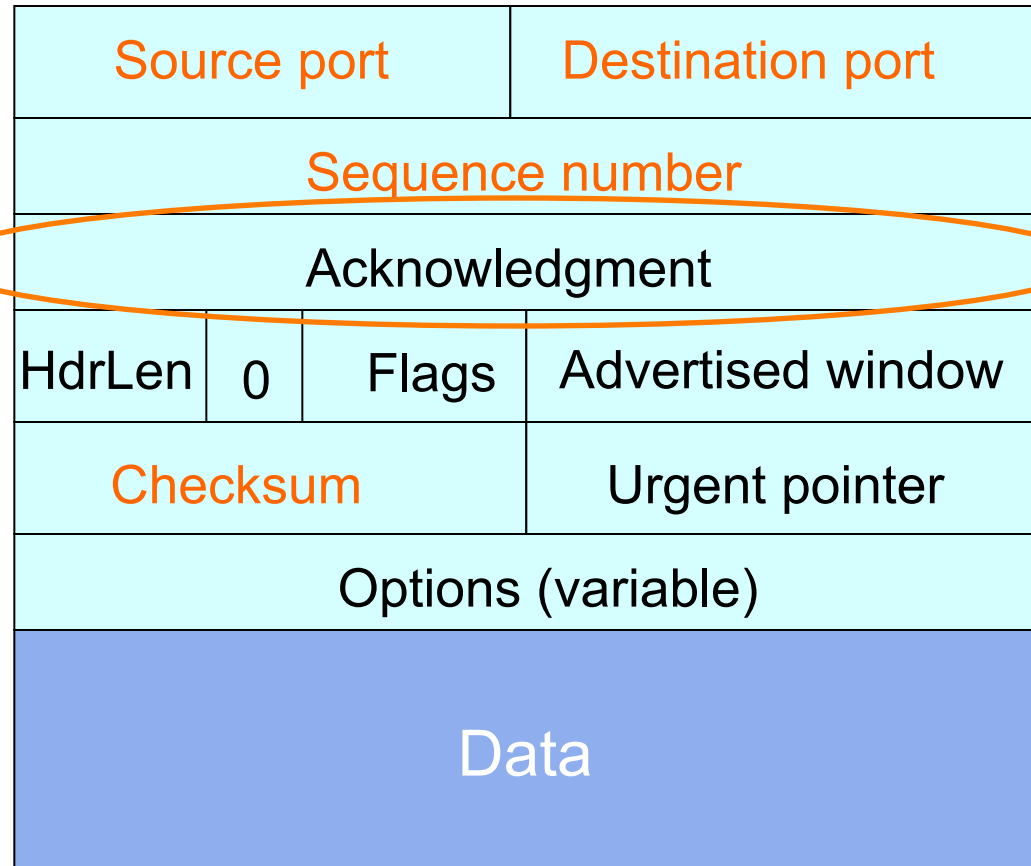 Source port Destination port
Sequence number
Acknowledgment
HdrLen 0 Flags Advertised window
Checksum Urgent pointer
Options (variable)
Data